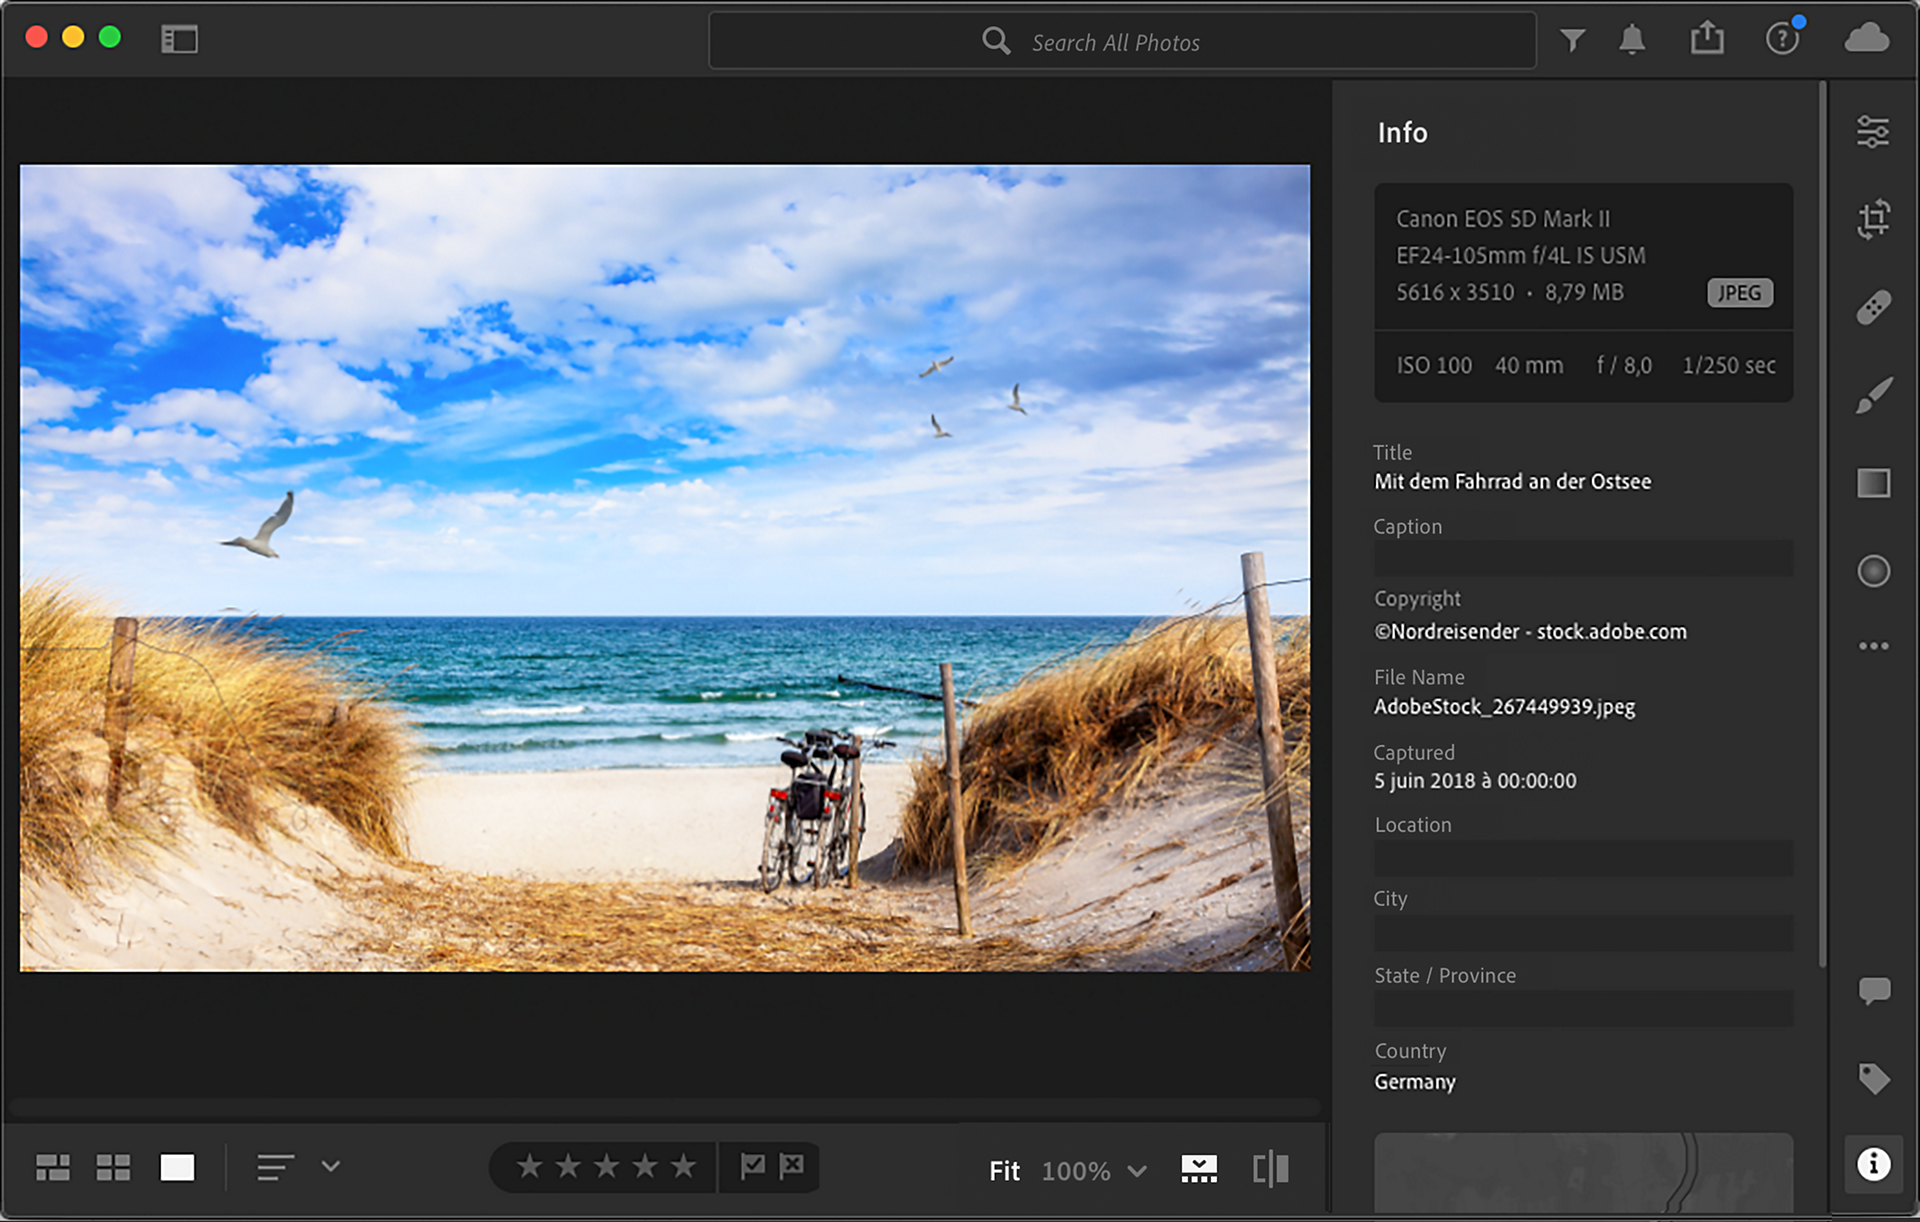 Search All Photos
Info
Canon EOS 5D Mark II
EF24-105mm f/4L IS USM
5616 x 3510 · 8,79 MB
JPEG
ISO 100 40 mm f / 8,0 1/250 sec
Title
Mit dem Fahrrad an der Ostsee
Caption
Copyright
©Nordreisender - stock.adobe.com
File Name
AdobeStock_267449939.jpeg
Captured
5 juin 2018 à 00:00:00
Location
City
State / Province
Country
Germany
Fit 100%